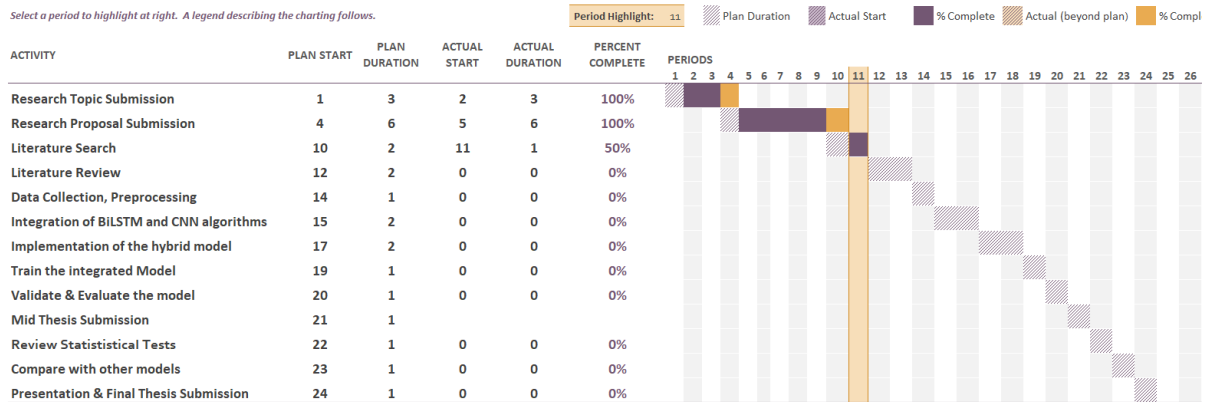 Select a period to highlight at right. A legend describing the charting follows.
Period Highlight: 11
Plan Duration
Actual Start
% Complete
Actual (beyond plan)
% Compl
ACTIVITY PLAN START PLAN DURATION ACTUAL START ACTUAL DURATION PERCENT COMPLETE PERIODS
1 2 3 4 5 6 7 8 9 10 11 12 13 14 15 16 17 18 19 20 21 22 23 24 25 26
Research Topic Submission 1 3 2 3 100%
Research Proposal Submission 4 6 5 6 100%
Literature Search 10 2 11 1 50%
Literature Review 12 2 0 0 0%
Data Collection, Preprocessing 14 1 0 0 0%
Integration of BiLSTM and CNN algorithms 15 2 0 0 0%
Implementation of the hybrid model 17 2 0 0 0%
Train the integrated Model 19 1 0 0 0%
Validate & Evaluate the model 20 1 0 0 0%
Mid Thesis Submission 21 1
Review Statististical Tests 22 1 0 0 0%
Compare with other models 23 1 0 0 0%
Presentation & Final Thesis Submission 24 1 0 0 0%